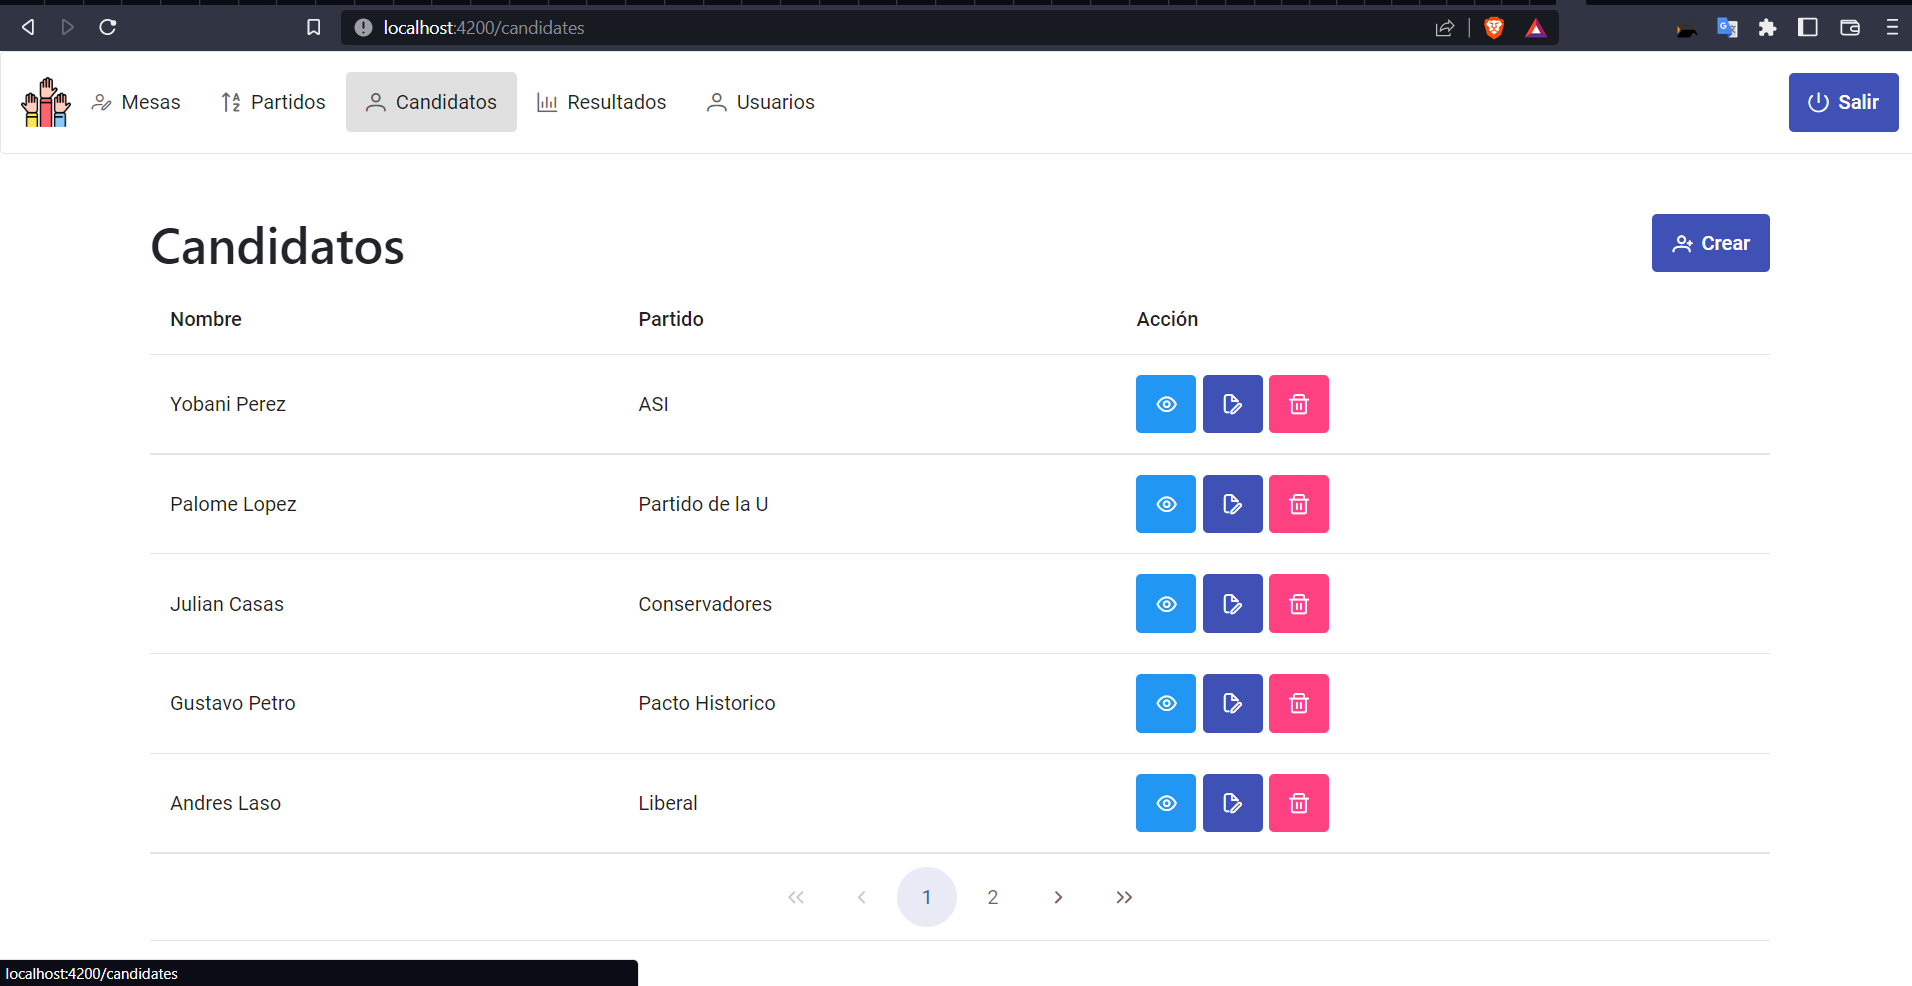 localhost:4200/candidates
Mesas
Partidos
Candidatos
Resultados
Usuarios
Salir
Candidatos
Crear
Nombre Partido Acción
Yobani Perez ASI
Palome Lopez Partido de la U
Julian Casas Conservadores
Gustavo Petro Pacto Historico
Andres Laso Liberal
1 2
localhost:4200/candidates